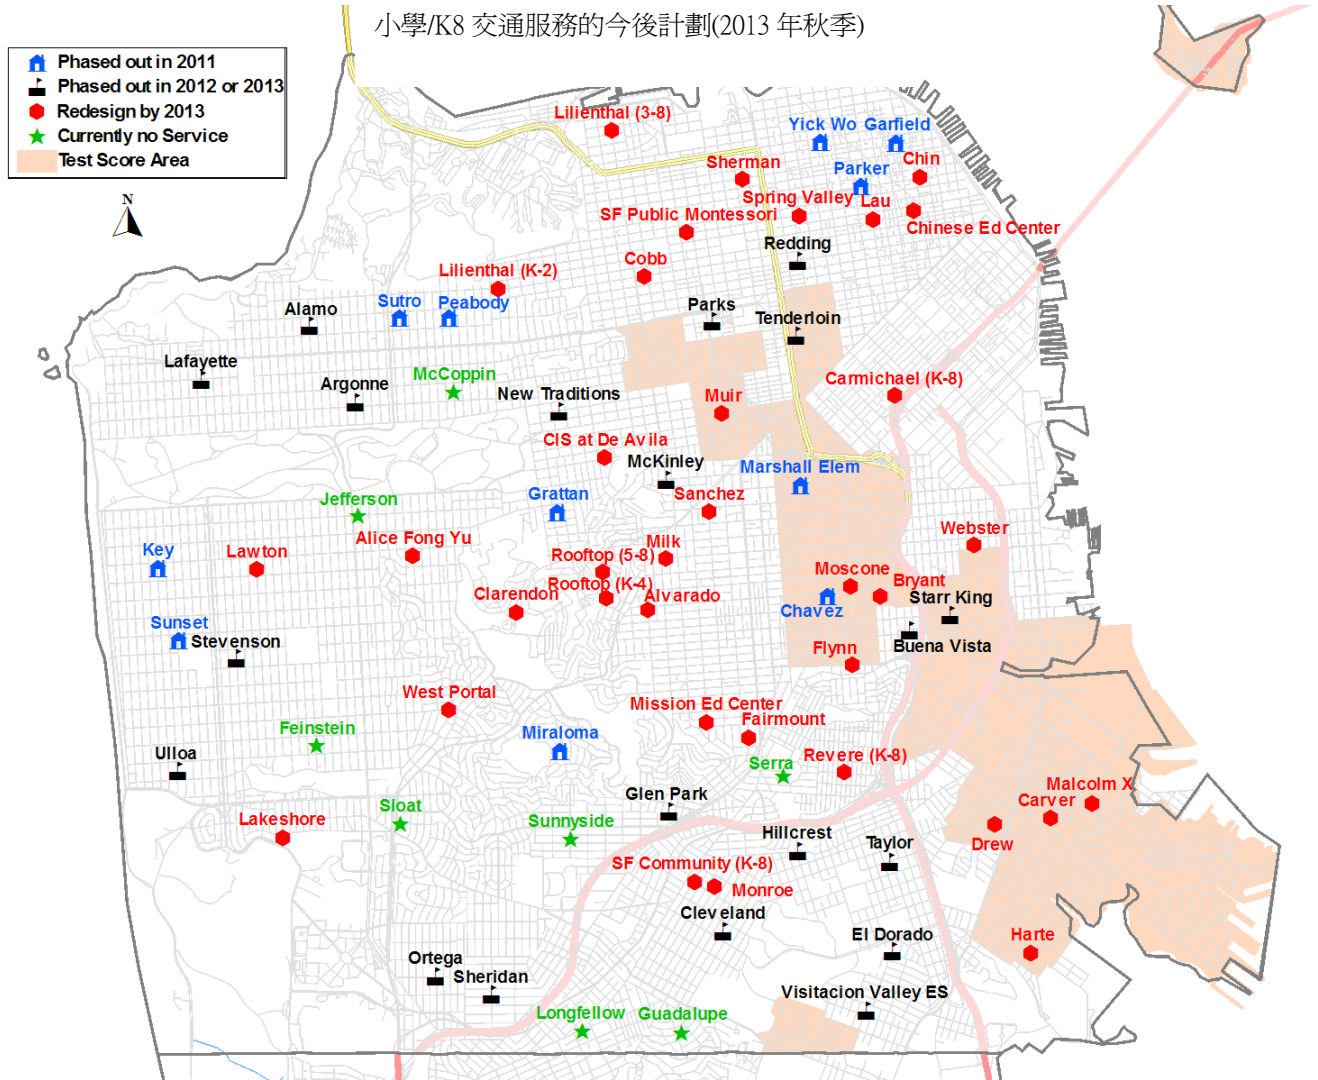 小學/K8 交通服務的今後計劃(2013 年秋季)
Phased out in 2011
Phased out in 2012 or 2013
Redesign by 2013
Currently no Service
Test Score Area
N
Lilienthal (3-8)
Yick Wo
Garfield
Chin
Sherman
Parker
Spring Valley
Lau
SF Public Montessori
Chinese Ed Center
Redding
Cobb
Lilienthal (K-2)
Sutro
Peabody
Alamo
Parks
Tenderloin
Lafayette
Argonne
McCoppin
New Traditions
Muir
Carmichael (K-8)
CIS at De Avila
McKinley
Marshall Elem
Grattan
Sanchez
Jefferson
Webster
Key
Lawton
Alice Fong Yu
Rooftop (5-8)
Milk
Moscone
Bryant
Rooftop (K-4)
Clarendon
Alvarado
Starr King
Chavez
Sunset
Stevenson
Flynn
Buena Vista
West Portal
Mission Ed Center
Fairmount
Feinstein
Miraloma
Ulloa
Serra
Revere (K-8)
Malcolm X
Glen Park
Carver
Sloat
Lakeshore
Sunnyside
Hillcrest
Taylor
Drew
SF Community (K-8)
Monroe
Cleveland
El Dorado
Harte
Ortega
Sheridan
Visitacion Valley ES
Longfellow
Guadalupe